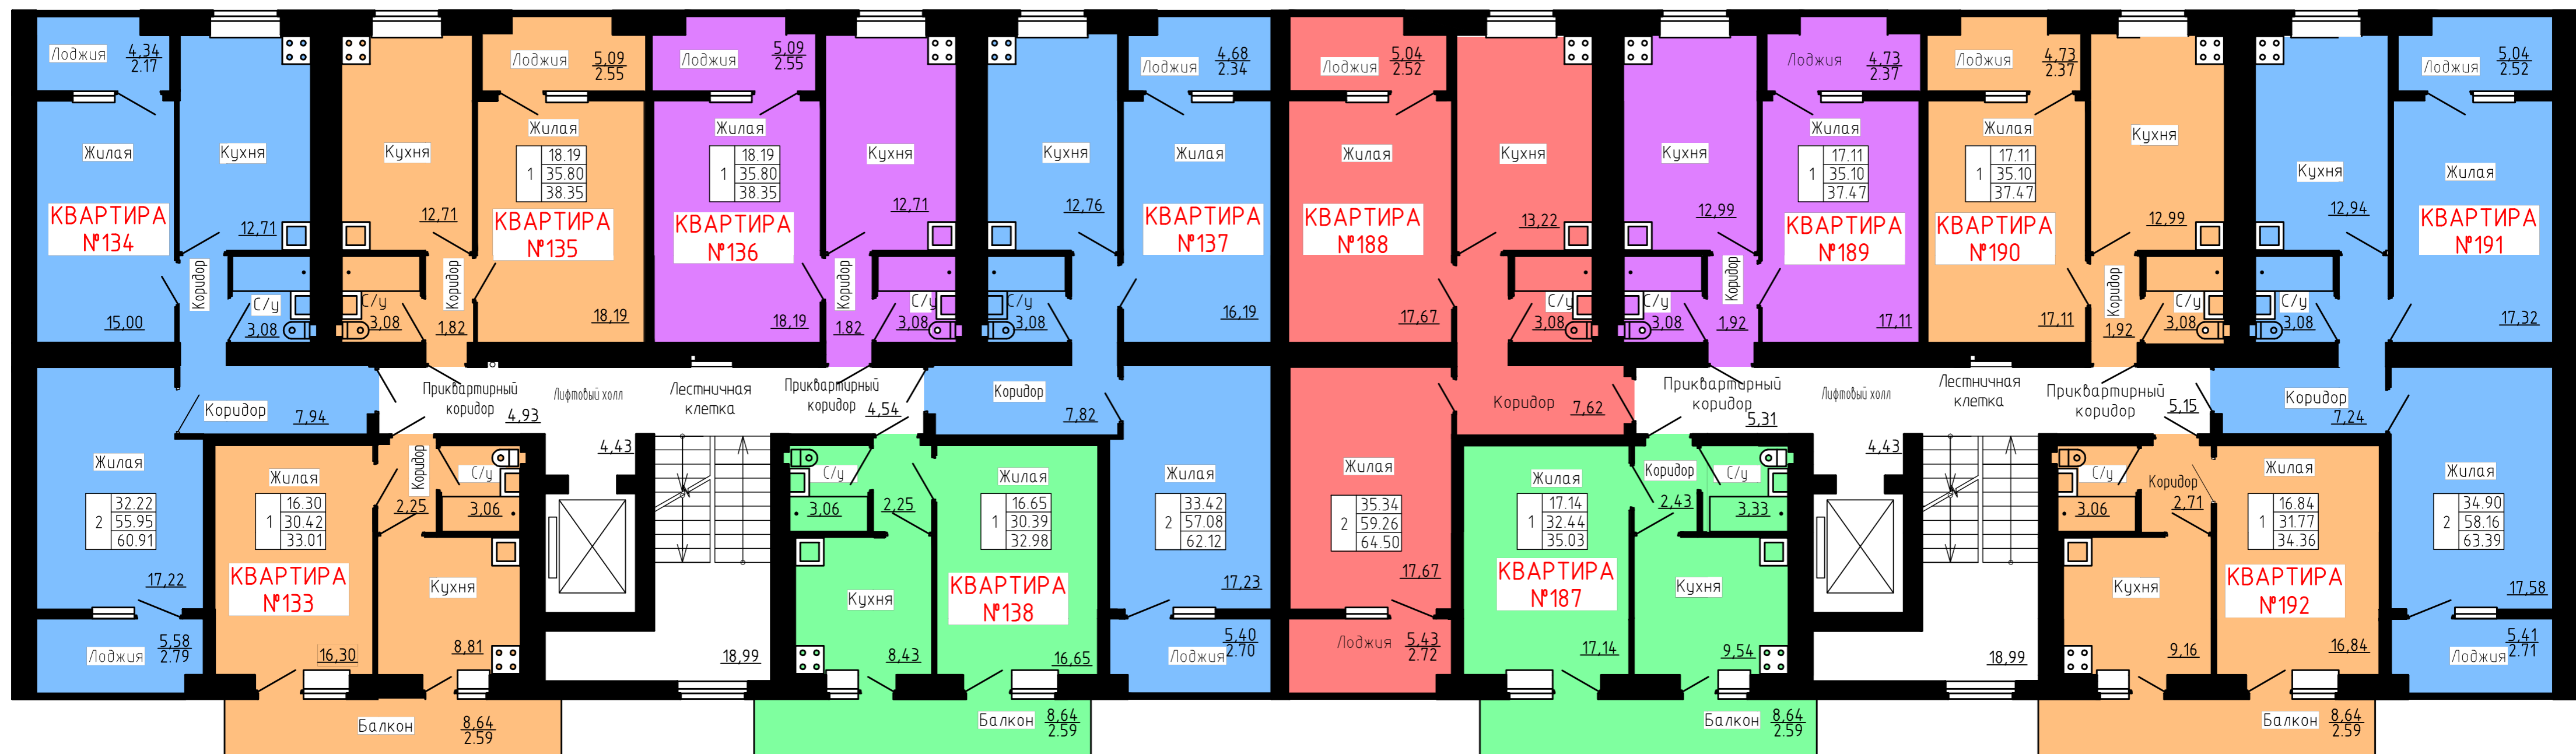 Лоджия
4.34
2.17
Жилая
КВАРТИРА
№134
15,00
Кухня
12,71
Коридор
С/у
3,08
Жилая
2
32.22
55.95
60.91
17,22
Коридор
7,94
Лоджия
5.58
2.79
Кухня
12,71
С/у
3,08
Коридор
1,82
Лоджия
5,09
2.55
Жилая
1
18.19
35.80
38.35
КВАРТИРА
№135
18,19
Лоджия
5,09
2.55
Жилая
1
18.19
35.80
38.35
КВАРТИРА
№136
18,19
Кухня
12,71
Коридор
1.82
С/у
3,08
Кухня
12,76
С/у
3,08
Лоджия
4,68
2.34
Жилая
КВАРТИРА
№137
16,19
Коридор
7,82
Жилая
2
33.42
57.08
62.12
17,23
Лоджия
5,40
2.70
Приквартирный
коридор
4,93
Лифтовый холл
4,43
Лестничная
клетка
18,99
Приквартирный
коридор
4,54
Жилая
1
16.30
30.42
33.01
КВАРТИРА
№133
16,30
Коридор
2,25
С/у
3,06
Кухня
8,81
Балкон
8,64
2.59
С/у
3,06
2,25
Кухня
8,43
Жилая
1
16.65
30.39
32.98
КВАРТИРА
№138
16,65
Балкон
8,64
2.59
Лоджия
5,04
2.52
Жилая
КВАРТИРА
№188
17,67
Кухня
13,22
С/у
3,08
Коридор
7,62
Жилая
2
35.34
59.26
64.50
17,67
Лоджия
5,43
2.72
Кухня
12,99
С/у
3,08
Коридор
1,92
Лоджия
4,73
2.37
Жилая
1
17.11
35.10
37.47
КВАРТИРА
№189
17,11
Лоджия
4,73
2.37
Жилая
1
17.11
35.10
37.47
КВАРТИРА
№190
17,11
Кухня
12,99
Коридор
1,92
С/у
3,08
Кухня
12,94
С/у
3,08
Лоджия
5,04
2.52
Жилая
КВАРТИРА
№191
17,32
Коридор
7,24
Жилая
2
34.90
58.16
63.39
17,58
Лоджия
5,41
2.71
Приквартирный
коридор
5,31
Лифтовый холл
4,43
Лестничная
клетка
18,99
Приквартирный
коридор
5,15
Жилая
1
17.14
32.44
35.03
КВАРТИРА
№187
17,14
Коридор
2,43
С/у
3,33
Кухня
9,54
Балкон
8,64
2.59
С/у
3,06
Коридор
2,71
Кухня
9,16
Жилая
1
16.84
31.77
34.36
КВАРТИРА
№192
16,84
Балкон
8,64
2.59